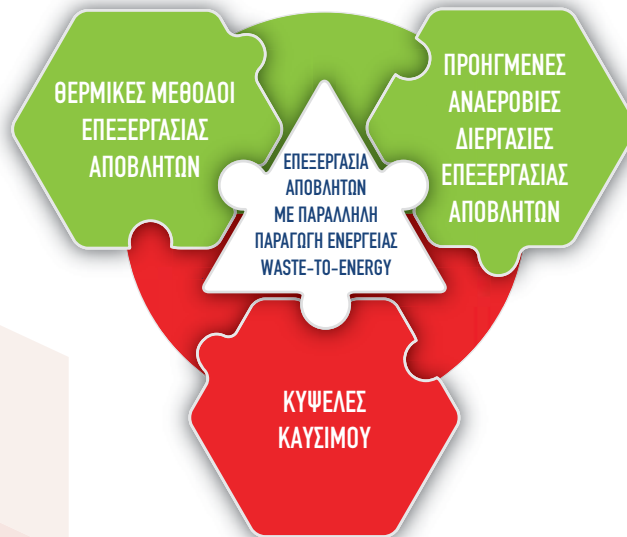 ΘΕΡΜΙΚΕΣ ΜΕΘΟΔΟΙ
ΕΠΕΞΕΡΓΑΣΙΑΣ
ΑΠΟΒΛΗΤΩΝ
ΠΡΟΗΓΜΕΝΕΣ
ΑΝΑΕΡΟΒΙΕΣ
ΔΙΕΡΓΑΣΙΕΣ
ΕΠΕΞΕΡΓΑΣΙΑΣ
ΑΠΟΒΛΗΤΩΝ
ΕΠΕΞΕΡΓΑΣΙΑ
ΑΠΟΒΛΗΤΩΝ
ΜΕ ΠΑΡΑΛΛΗΛΗ
ΠΑΡΑΓΩΓΗ ΕΝΕΡΓΕΙΑΣ
WASTE-TO-ENERGY
ΚΥΨΕΛΕΣ
ΚΑΥΣΙΜΟΥ